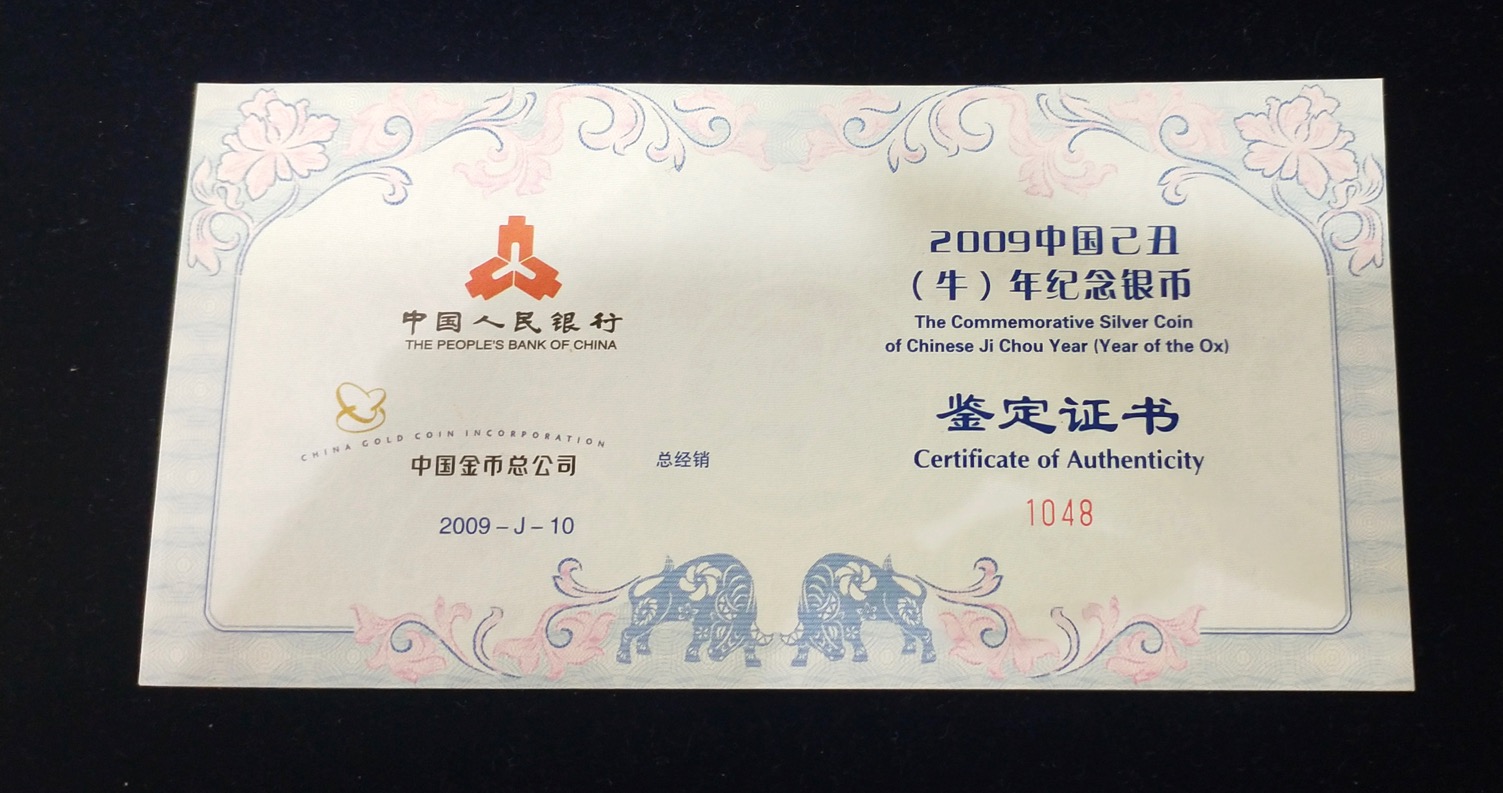 中国人民银行
THE PEOPLE'S BANK OF CHINA
CHINA GOLD COIN INCORPORATION
中国金币总公司
总经销
2009-J-10
2009中国己丑
（牛）年纪念银币
The Commemorative Silver Coin
of Chinese Ji Chou Year (Year of the Ox)
鉴定证书
Certificate of Authenticity
1048